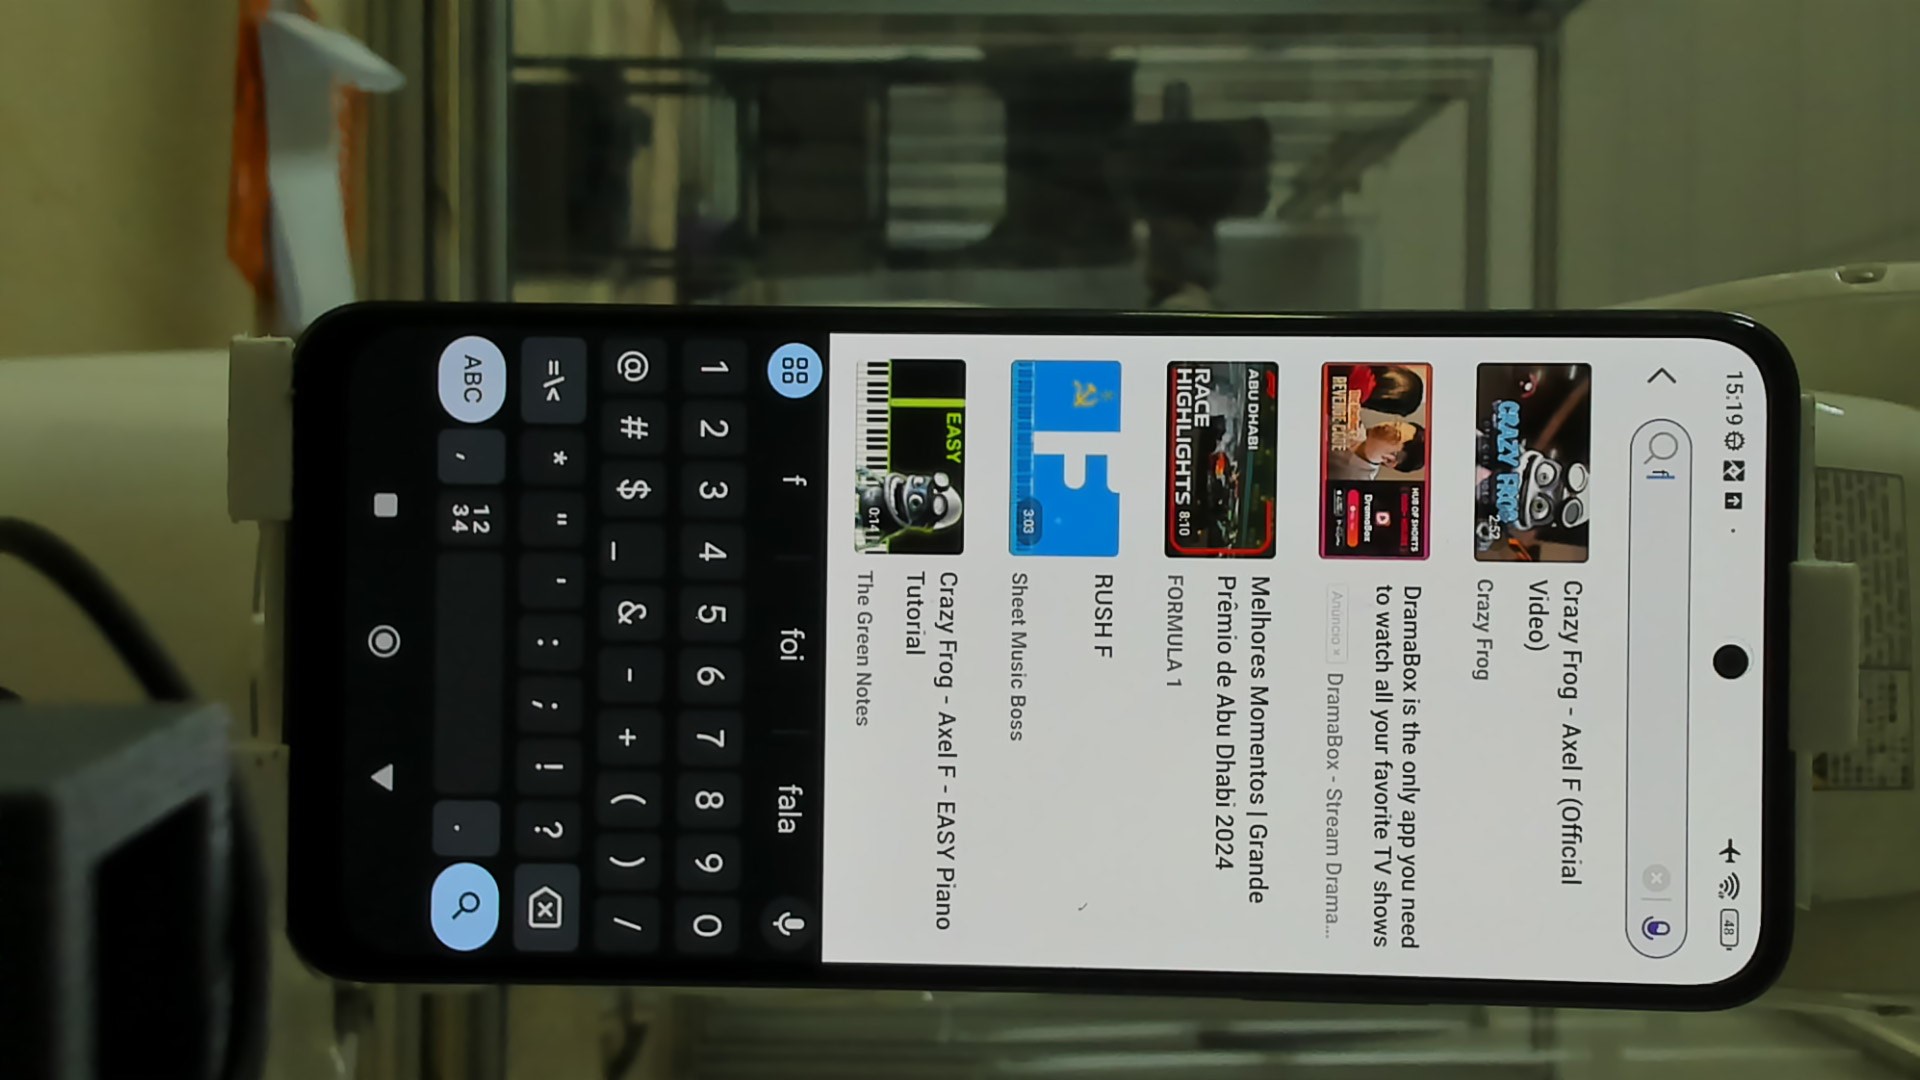 15:19
48
f
CRAZY FROG
2:52
Crazy Frog - Axel F (Official
Video)
Crazy Frog
HUB OF SHORTS
DramaBox
DramaBox is the only app you need
to watch all your favorite TV shows
Anúncio
DramaBox - Stream Drama...
ABU DHABI
RACE
HIGHLIGHTS
8:10
Melhores Momentos | Grande
Prêmio de Abu Dhabi 2024
FORMULA 1
F
3:03
RUSH F
Sheet Music Boss
EASY
0:14
Crazy Frog - Axel F - EASY Piano
Tutorial
The Green Notes
f foi fala
1 2 3 4 5 6 7 8 9 0
@ # $ _ & - + ( ) /
=\< * " ' : ; ! ?
ABC , 12 .
34